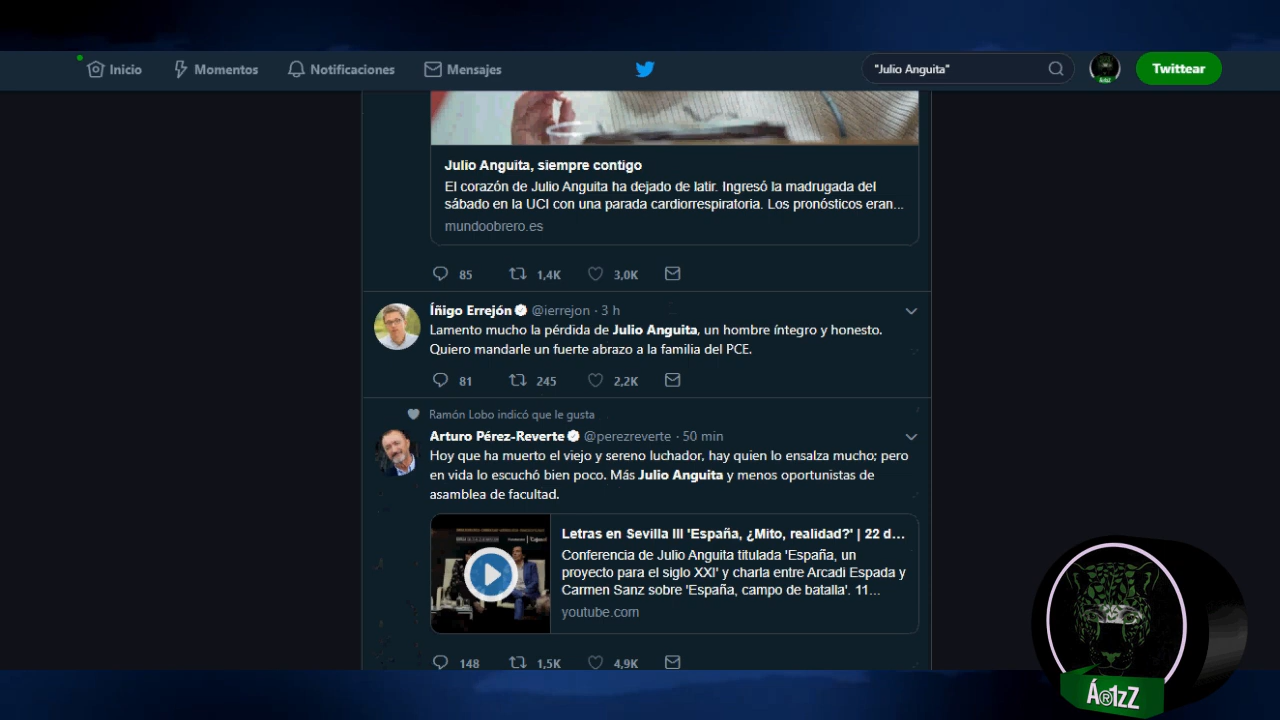 Inicio Momentos Notificaciones Mensajes "Julio Anguita" Twittear
Julio Anguita, siempre contigo
El corazón de Julio Anguita ha dejado de latir. Ingresó la madrugada del
sábado en la UCI con una parada cardiorrespiratoria. Los pronósticos eran...
mundoobrero.es
85 1,4K 3,0K
Íñigo Errejón @ierrejon · 3 h
Lamento mucho la pérdida de Julio Anguita, un hombre íntegro y honesto.
Quiero mandarle un fuerte abrazo a la familia del PCE.
81 245 2,2K
Ramón Lobo indicó que le gusta
Arturo Pérez-Reverte @perezreverte · 50 min
Hoy que ha muerto el viejo y sereno luchador, hay quien lo ensalza mucho; pero
en vida lo escuchó bien poco. Más Julio Anguita y menos oportunistas de
asamblea de facultad.
Letras en Sevilla III 'España, ¿Mito, realidad?' | 22 d...
Conferencia de Julio Anguita titulada 'España, un
proyecto para el siglo XXI' y charla entre Arcadi Espada y
Carmen Sanz sobre 'España, campo de batalla'. 11...
youtube.com
148 1,5K 4,9K
Á®1zZ